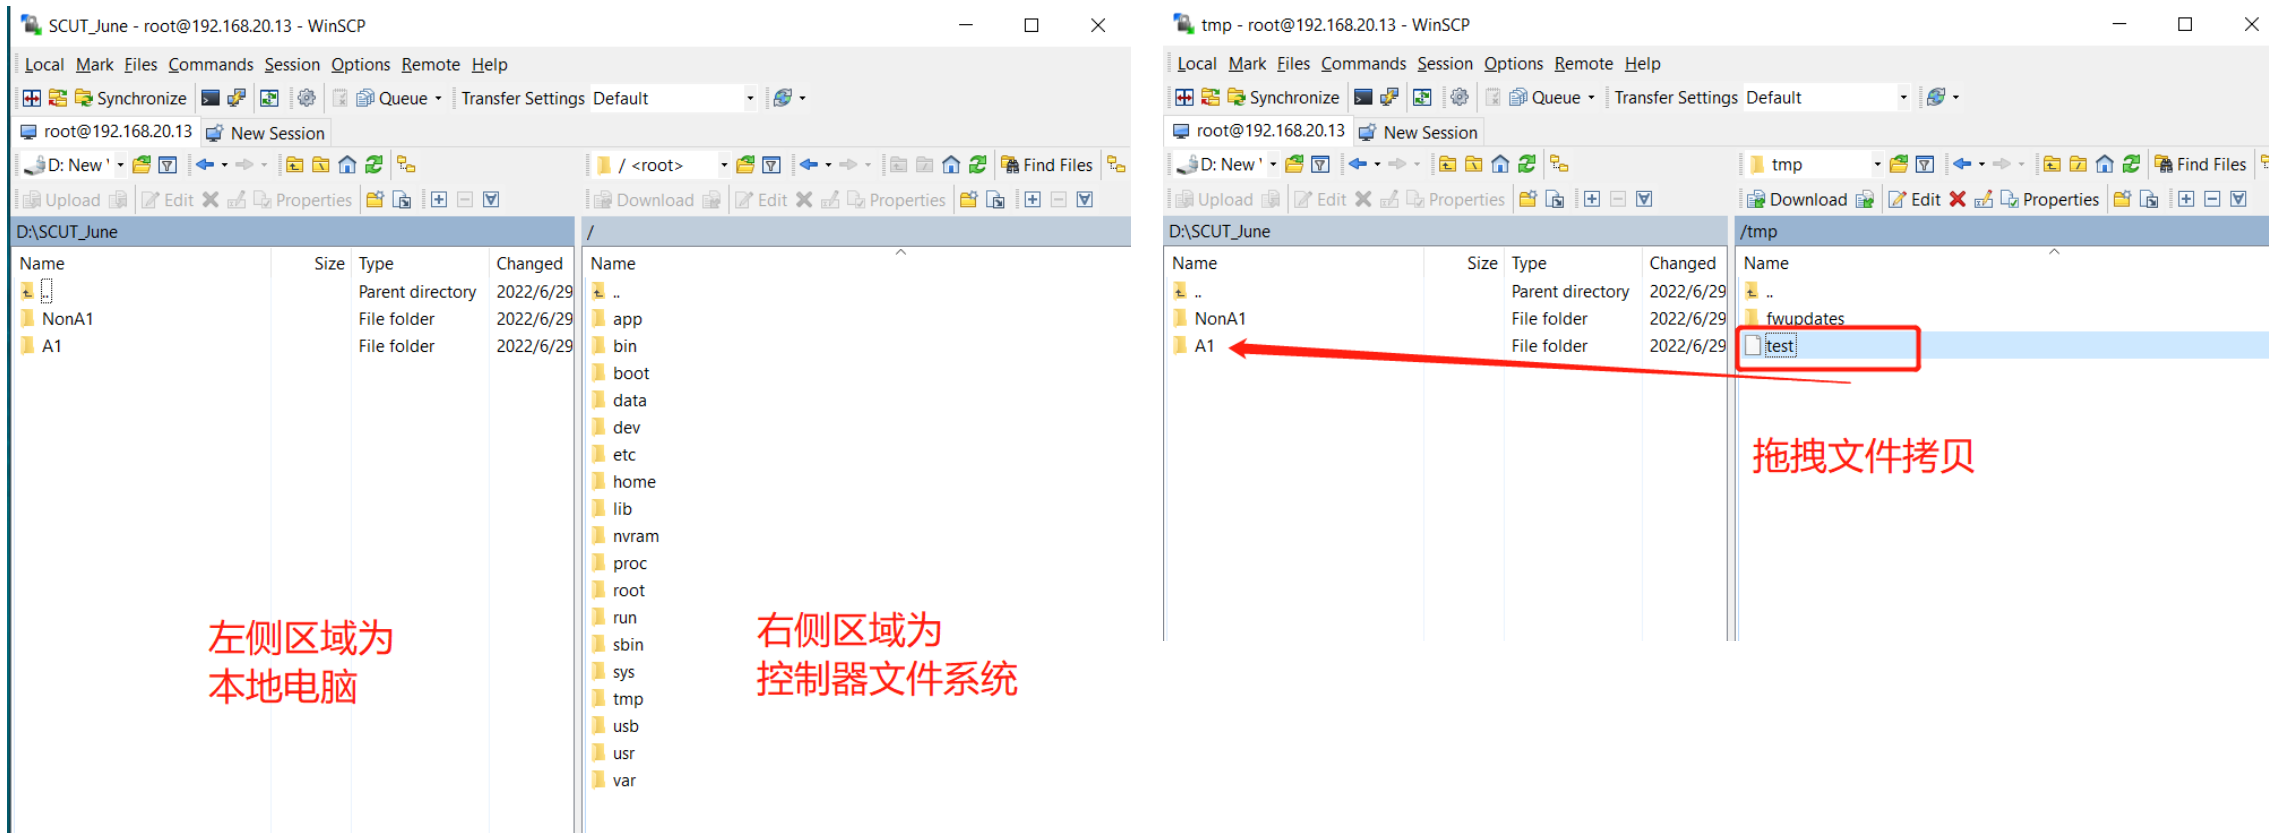 SCUT_June - root@192.168.20.13 - WinSCP
Local Mark Files Commands Session Options Remote Help
Synchronize Queue Transfer Settings Default
root@192.168.20.13 New Session
D: New / <root> Find Files
Upload Edit Properties Download Edit Properties
D:\SCUT_June /
Name Size Type Changed Name
.. Parent directory 2022/6/29 ..
NonA1 File folder 2022/6/29 app
A1 File folder 2022/6/29 bin
boot
data
dev
etc
home
lib
nvram
proc
root
run
sbin
sys
tmp
usb
usr
var
左侧区域为
本地电脑
右侧区域为
控制器文件系统
tmp - root@192.168.20.13 - WinSCP
Local Mark Files Commands Session Options Remote Help
Synchronize Queue Transfer Settings Default
root@192.168.20.13 New Session
D: New tmp Find Files
Upload Edit Properties Download Edit Properties
D:\SCUT_June /tmp
Name Size Type Changed Name
.. Parent directory 2022/6/29 ..
NonA1 File folder 2022/6/29 fwupdates
A1 File folder 2022/6/29 test
拖拽文件拷贝